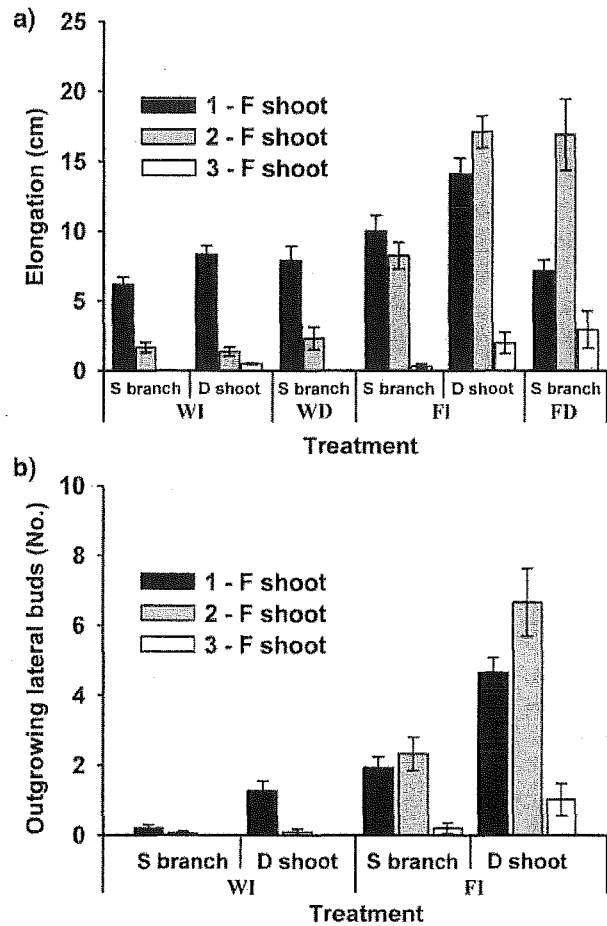 a)
Elongation (cm)
25
20
15
10
5
0
1 - F shoot
2 - F shoot
3 - F shoot
S branch D shoot S branch S branch D shoot S branch
WI WD FI FD
Treatment
b)
Outgrowing lateral buds (No.)
10
8
6
4
2
0
1 - F shoot
2 - F shoot
3 - F shoot
S branch D shoot S branch D shoot
WI FI
Treatment